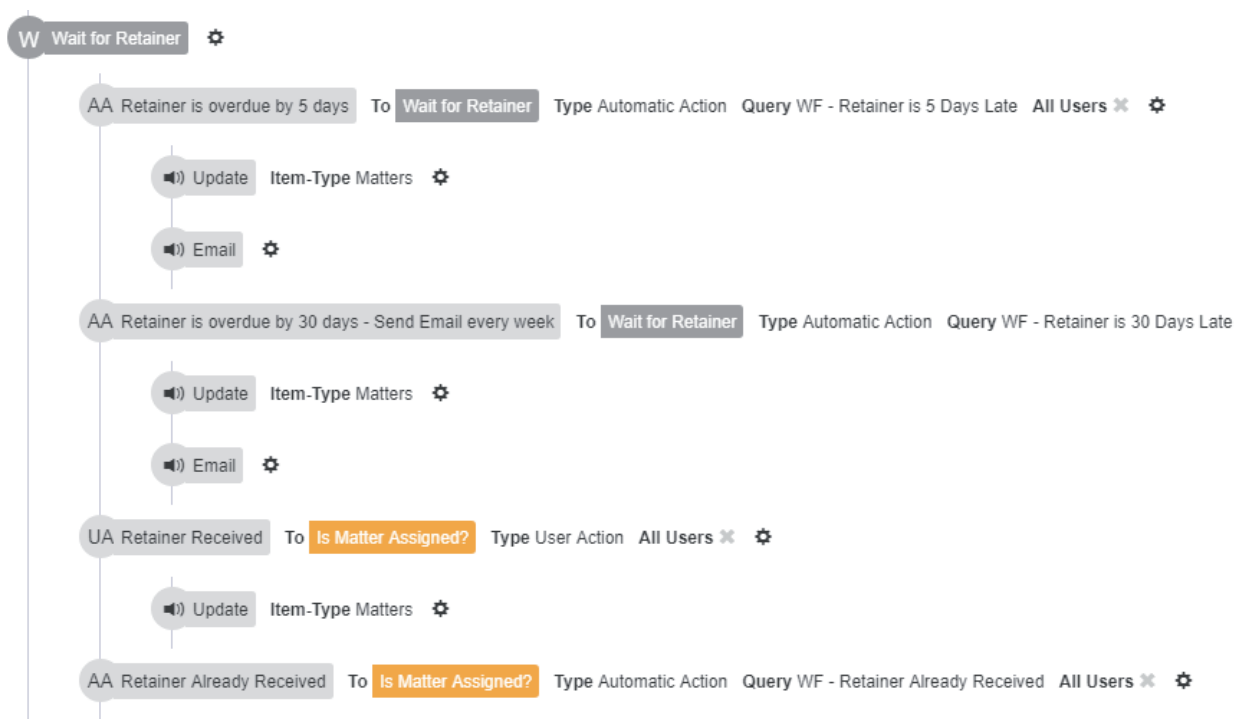 W Wait for Retainer
AA Retainer is overdue by 5 days To Wait for Retainer Type Automatic Action Query WF - Retainer is 5 Days Late All Users
Update Item-Type Matters
Email
AA Retainer is overdue by 30 days - Send Email every week To Wait for Retainer Type Automatic Action Query WF - Retainer is 30 Days Late
Update Item-Type Matters
Email
UA Retainer Received To Is Matter Assigned? Type User Action All Users
Update Item-Type Matters
AA Retainer Already Received To Is Matter Assigned? Type Automatic Action Query WF - Retainer Already Received All Users